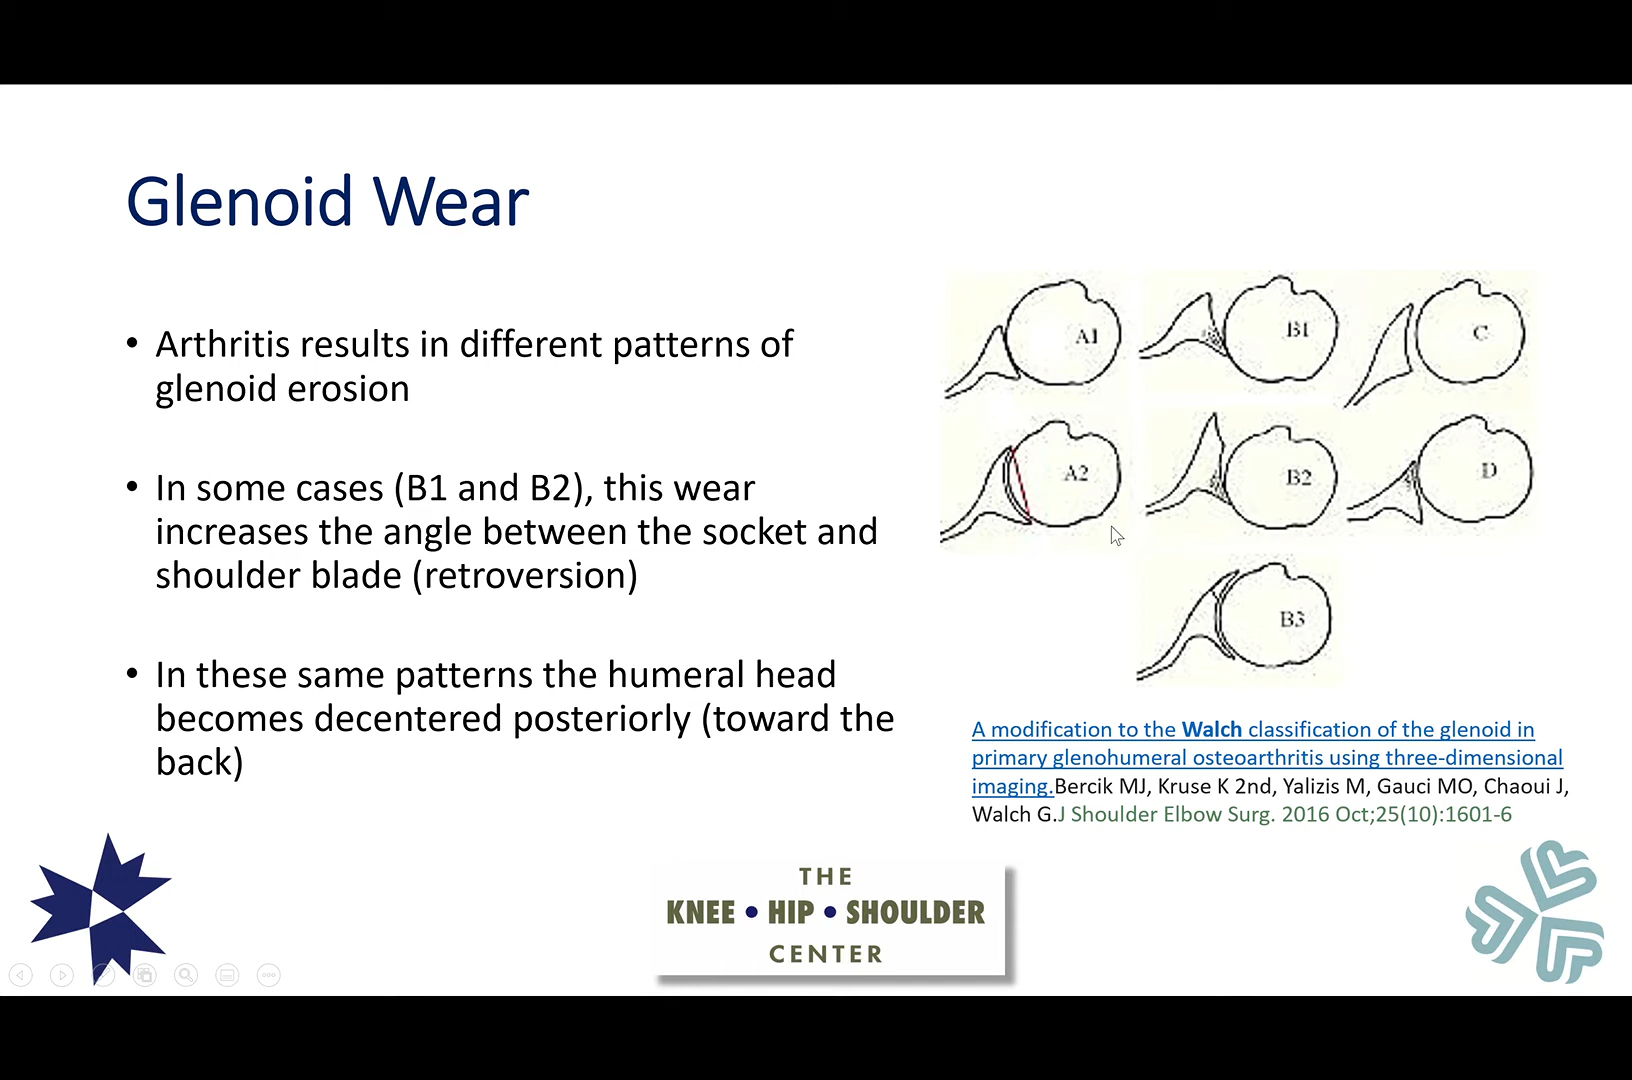 Glenoid Wear
• Arthritis results in different patterns of
glenoid erosion
• In some cases (B1 and B2), this wear
increases the angle between the socket and
shoulder blade (retroversion)
• In these same patterns the humeral head
becomes decentered posteriorly (toward the
back)
A1
B1
C
A2
B2
D
B3
A modification to the Walch classification of the glenoid in
primary glenohumeral osteoarthritis using three-dimensional
imaging.Bercik MJ, Kruse K 2nd, Yalizis M, Gauci MO, Chaoui J,
Walch G.J Shoulder Elbow Surg. 2016 Oct;25(10):1601-6
THE
KNEE • HIP • SHOULDER
CENTER